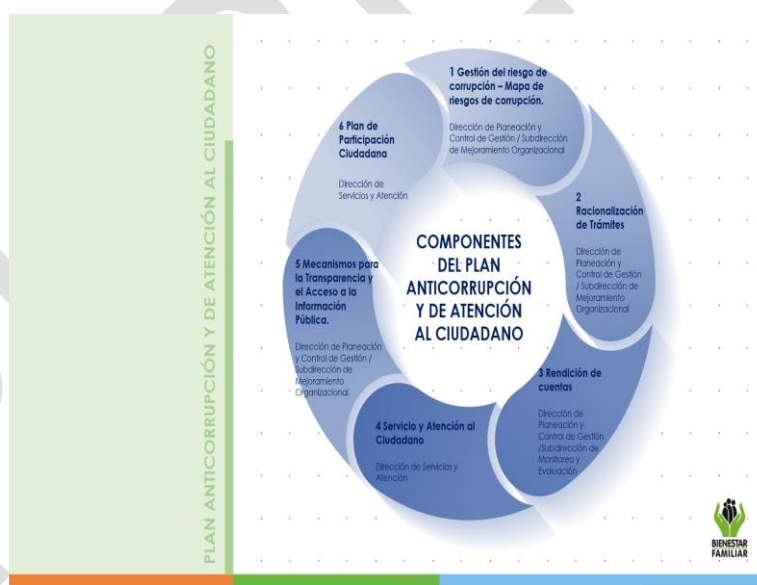 PLAN ANTICORRUPCIÓN Y DE ATENCIÓN AL CIUDADANO
1 Gestión del riesgo de
corrupción – Mapa de
riesgos de corrupción.
Dirección de Planeación y
Control de Gestión / Subdirección
de Mejoramiento Organizacional
2
Racionalización
de Trámites
Dirección de
Planeación y
Control de Gestión
/ Subdirección de
Mejoramiento
Organizacional
3 Rendición de
cuentas
Dirección de
Planeación y
Control de Gestión
/Subdirección de
Monitoreo y
Evaluación
4 Servicio y Atención al
Ciudadano
Dirección de Servicios y
Atención
5 Mecanismos para
la Transparencia y
el Acceso a la
Información
Pública.
Dirección de Planeación
y Control de Gestión /
Subdirección de
Mejoramiento
Organizacional
6 Plan de
Participación
Ciudadana
Dirección de
Servicios y Atención
COMPONENTES
DEL PLAN
ANTICORRUPCIÓN
Y DE ATENCIÓN
AL CIUDADANO
BIENESTAR
FAMILIAR